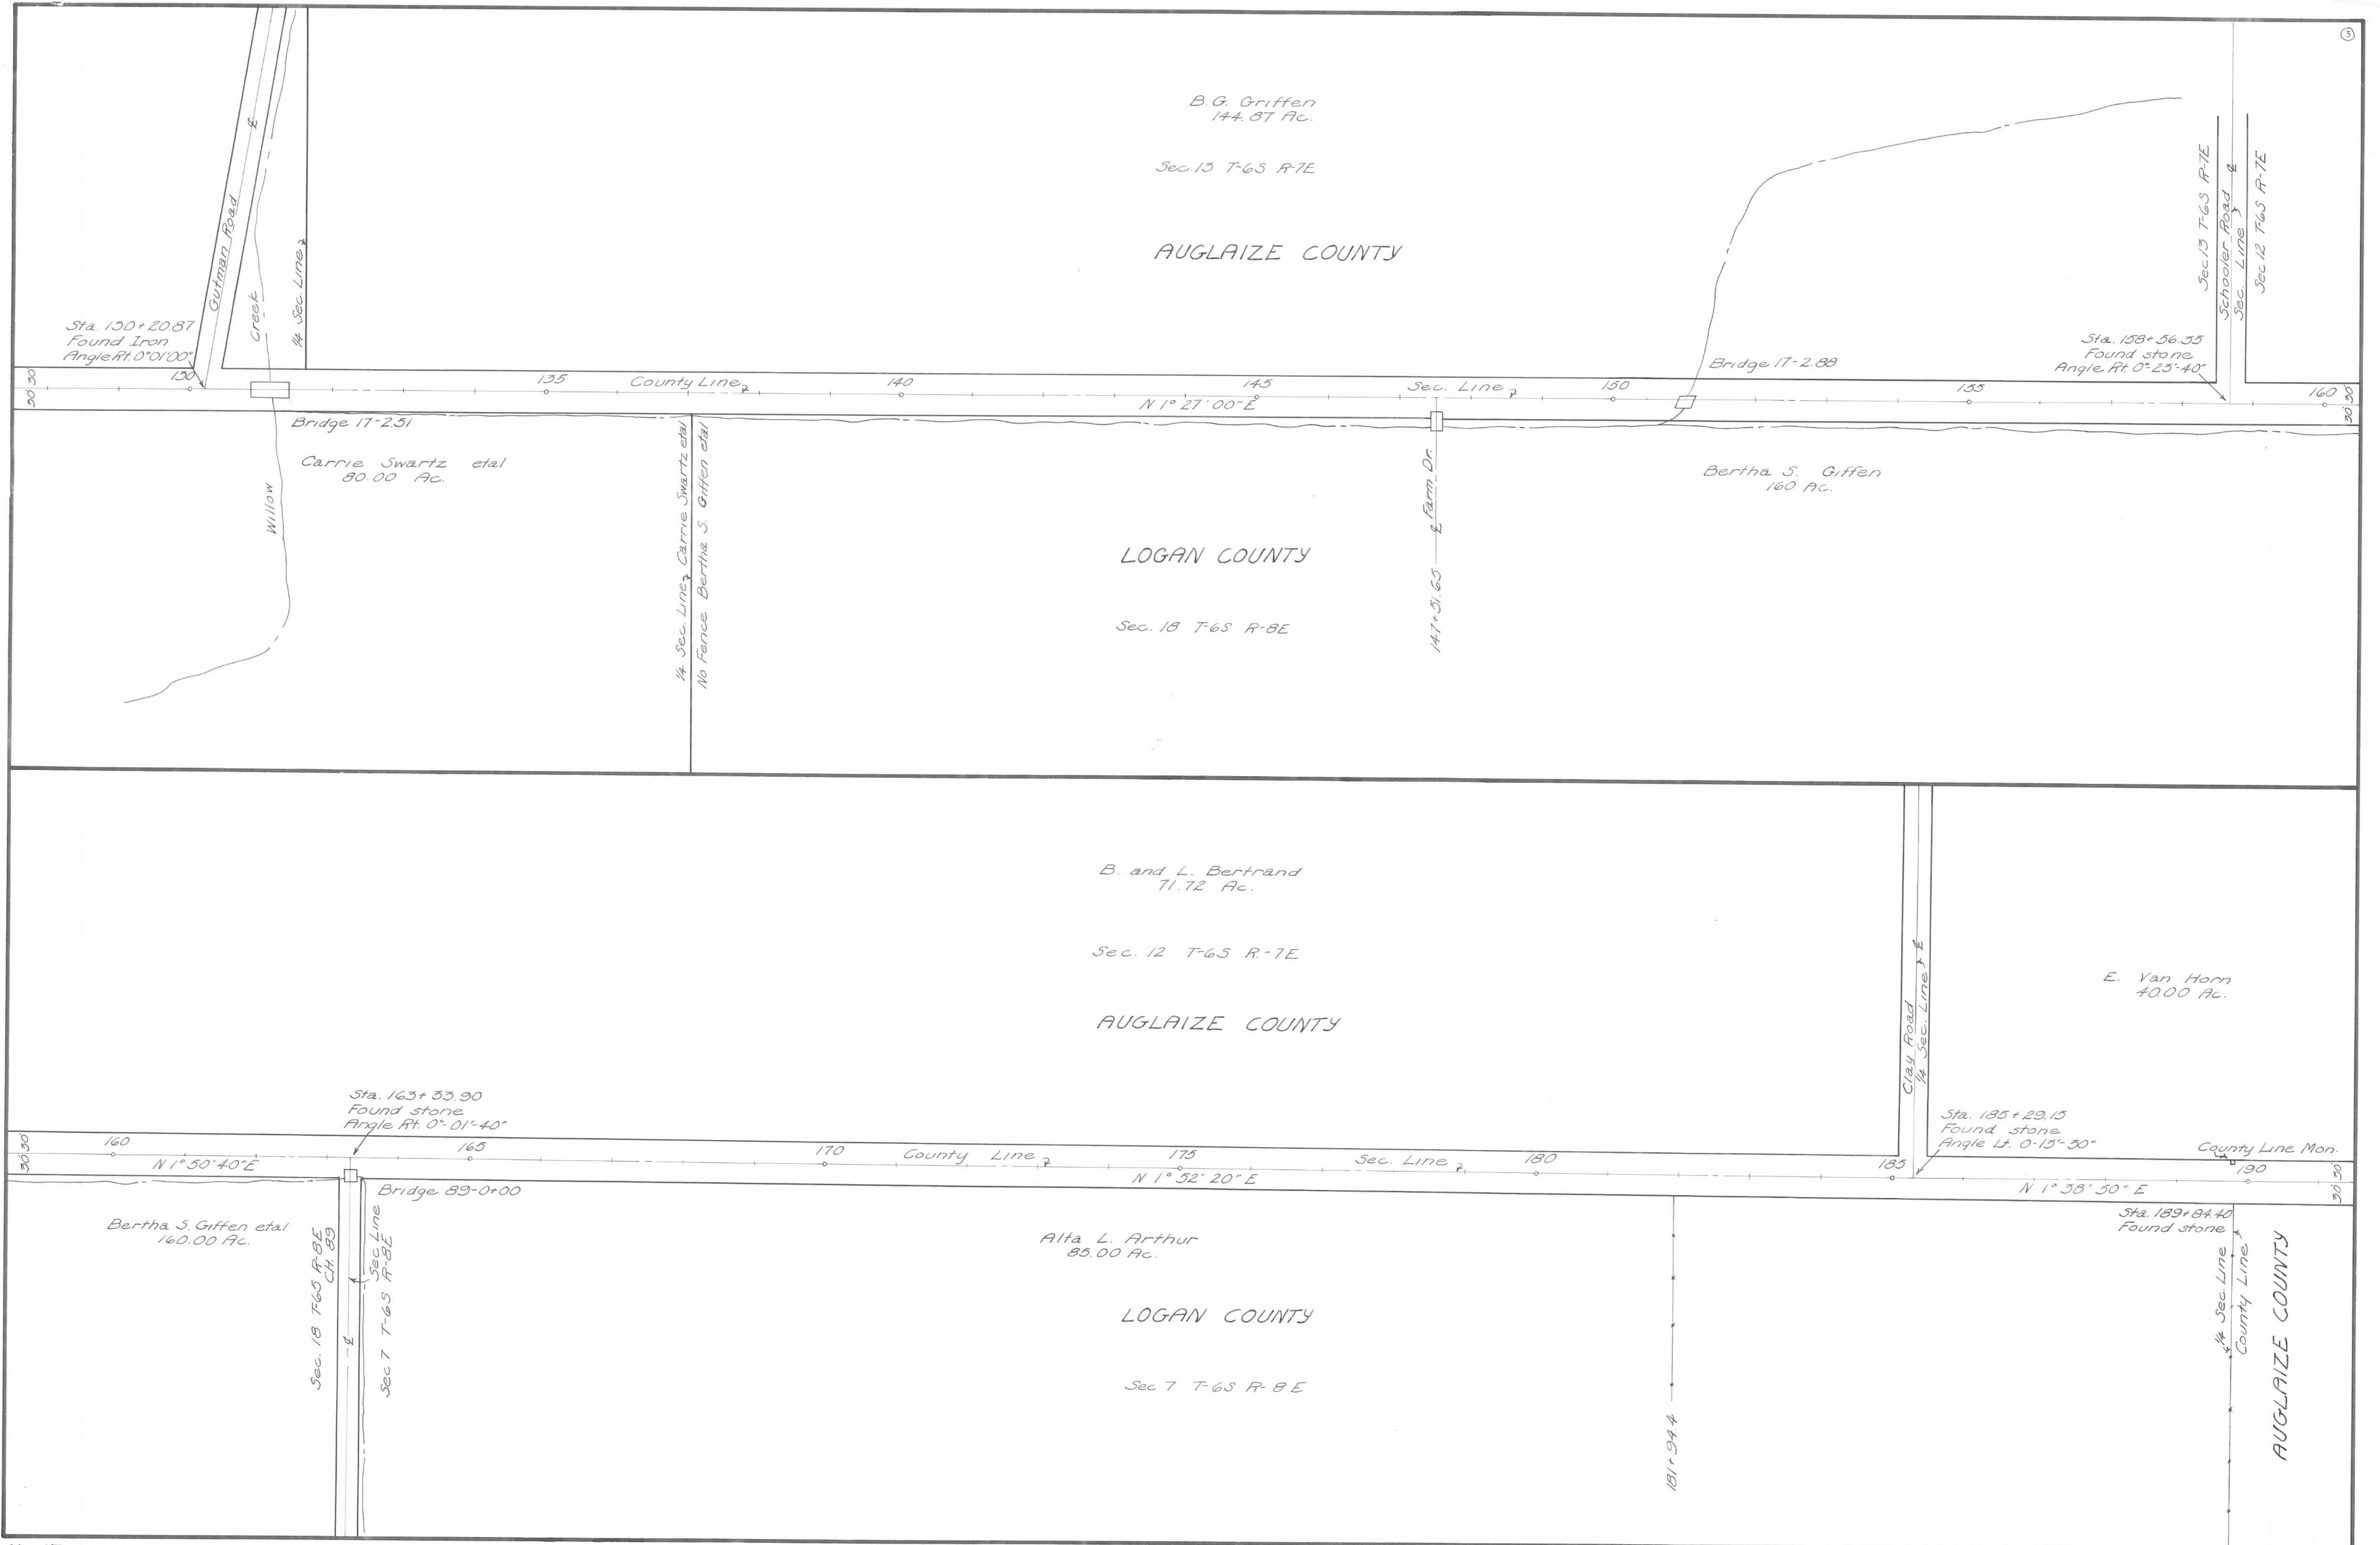 3
B.G. Griffen
144.87 Ac.
Sec. 13 T-6S R-7E
AUGLAIZE COUNTY
Gutman Road
℄
Creek
¼ Sec. Line
Sec 13 T-6S R-7E
Schooler Road ℄
Sec. Line
Sec 12 T-6S R-7E
Sta. 130+20.87
Found Iron
Angle Rt. 0°01'00"
Sta. 158+56.35
Found stone
Angle Rt. 0°-23'-40"
Bridge 17-2.88
30' 30'
130
135
County Line
140
145
Sec. Line
150
155
160
30' 30'
N 1° 27' 00" E
Bridge 17-2.51
Carrie Swartz etal
80.00 Ac.
Willow
¼ Sec. Line Carrie Swartz etal
No Fence Bertha S. Giffen etal
℄ Farm Dr.
147+51.65
Bertha S. Giffen
160 Ac.
LOGAN COUNTY
Sec. 18 T-6S R-8E
B. and L. Bertrand
71.72 Ac.
Sec. 12 T-6S R-7E
AUGLAIZE COUNTY
Clay Road
¼ Sec. Line ℄
E. Van Horn
40.00 Ac.
Sta. 163+33.90
Found stone
Angle Rt. 0°-01'-40"
Sta. 185+29.15
Found stone
Angle Lt. 0-13'-30"
County Line Mon.
30' 30'
160
165
170
County Line
175
Sec. Line
180
185
190
30' 30'
N 1° 50' 40" E
N 1° 52' 20" E
N 1° 38' 50" E
Bridge 89-0+00
Bertha S. Giffen etal
160.00 Ac.
Sec. 18 T-6S R-8E
CH. 89
℄
Sec Line
Sec 7 T-6S R-8E
Alta L. Arthur
85.00 Ac.
LOGAN COUNTY
Sec 7 T-6S R-8E
181+94.4
Sta. 189+84.40
Found stone
¼ Sec. Line
County Line
AUGLAIZE COUNTY